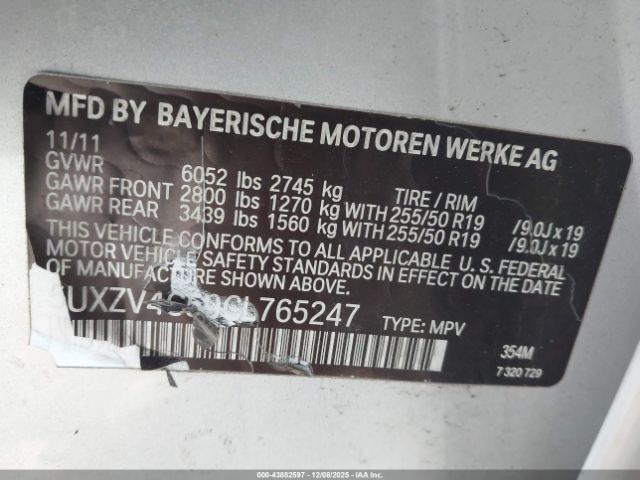 MFD BY BAYERISCHE MOTOREN WERKE AG
11/11
GVWR 6052 lbs 2745 kg TIRE / RIM
GAWR FRONT 2800 lbs 1270 kg WITH 255/50 R19 /9.0J x 19
GAWR REAR 3439 lbs 1560 kg WITH 255/50 R19 /9.0J x 19
THIS VEHICLE CONFORMS TO ALL APPLICABLE U.S. FEDERAL
MOTOR VEHICLE SAFETY STANDARDS IN EFFECT ON THE
DATE OF MANUFACTURE SHOWN ABOVE.
765247 TYPE: MPV
354M
7 320 729
000-43882597 - 12/08/2025 - IAAI.COM